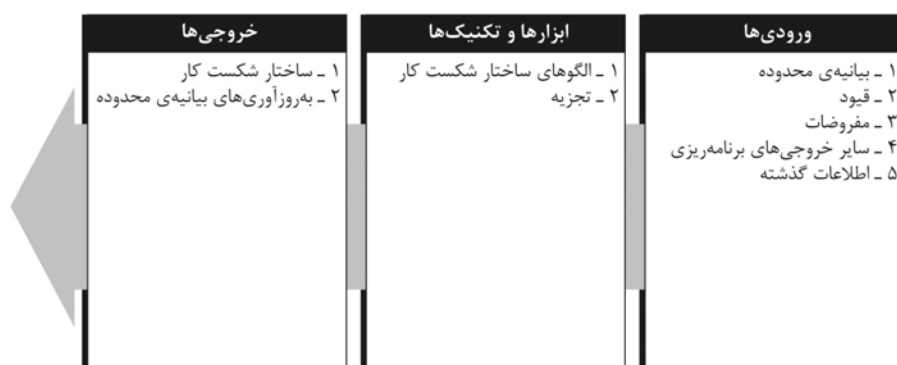 ورودی‌ها
۱ ـ بیانیه‌ی محدوده
۲ ـ قیود
۳ ـ مفروضات
۴ ـ سایر خروجی‌های برنامه‌ریزی
۵ ـ اطلاعات گذشته
ابزارها و تکنیک‌ها
۱ ـ الگوهای ساختار شکست کار
۲ ـ تجزیه
خروجی‌ها
۱ ـ ساختار شکست کار
۲ ـ به‌روزآوری‌های بیانیه‌ی محدوده